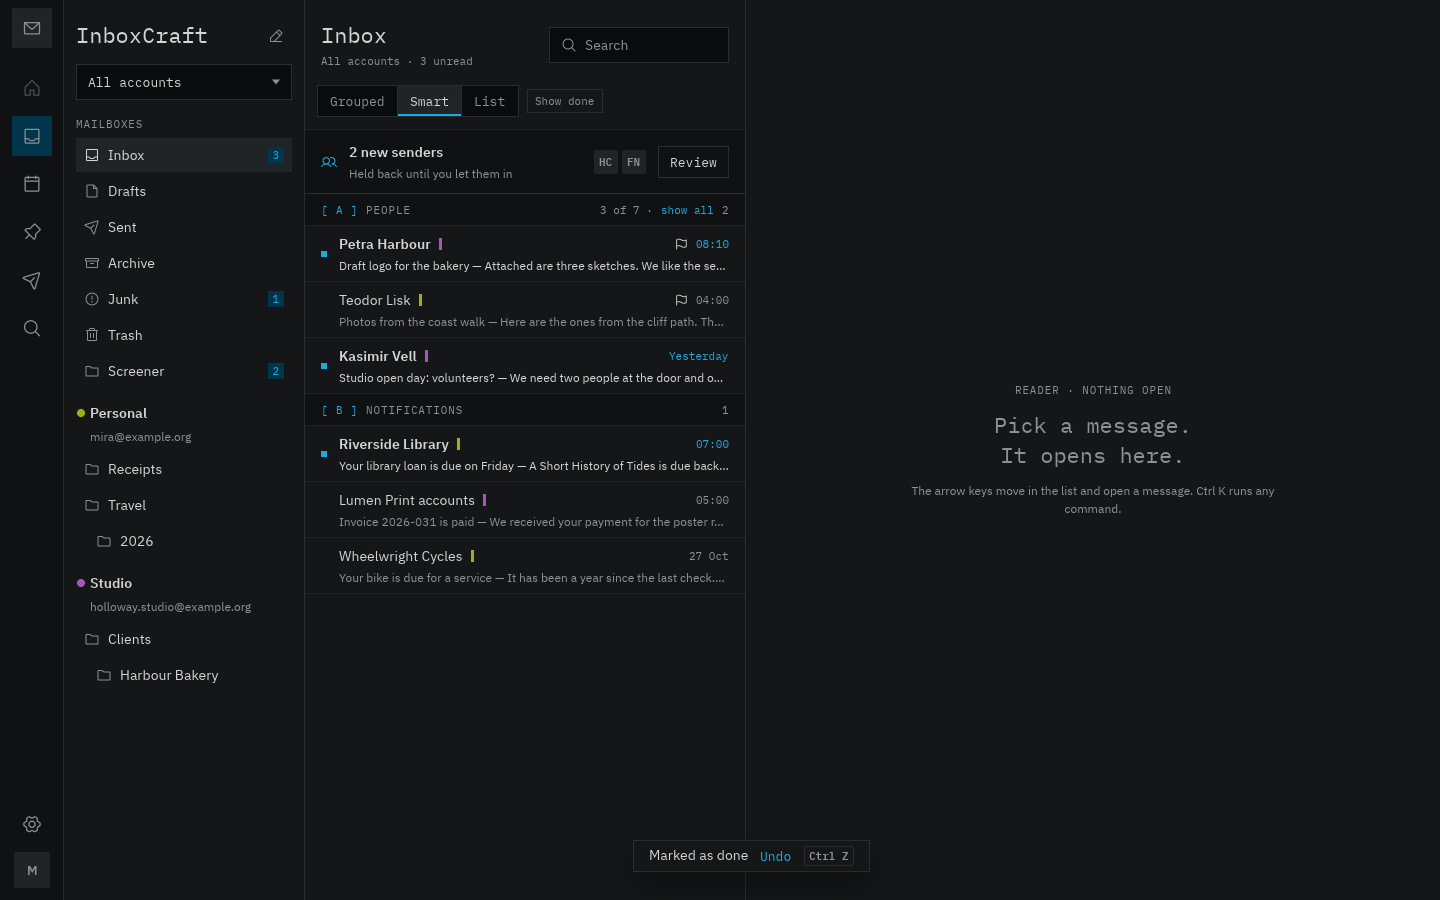 InboxCraft
All accounts
MAILBOXES
Inbox 3
Drafts
Sent
Archive
Junk 1
Trash
Screener 2
Personal
mira@example.org
Receipts
Travel
2026
Studio
holloway.studio@example.org
Clients
Harbour Bakery
M
Inbox
All accounts · 3 unread
Search
Grouped Smart List Show done
2 new senders
Held back until you let them in
HC FN Review
[ A ] PEOPLE 3 of 7 · show all 2
Petra Harbour 08:10
Draft logo for the bakery — Attached are three sketches. We like the se…
Teodor Lisk 04:00
Photos from the coast walk — Here are the ones from the cliff path. Th…
Kasimir Vell Yesterday
Studio open day: volunteers? — We need two people at the door and o…
[ B ] NOTIFICATIONS 1
Riverside Library 07:00
Your library loan is due on Friday — A Short History of Tides is due back…
Lumen Print accounts 05:00
Invoice 2026-031 is paid — We received your payment for the poster r…
Wheelwright Cycles 27 Oct
Your bike is due for a service — It has been a year since the last check.…
READER · NOTHING OPEN
Pick a message.
It opens here.
The arrow keys move in the list and open a message. Ctrl K runs any
command.
Marked as done Undo Ctrl Z